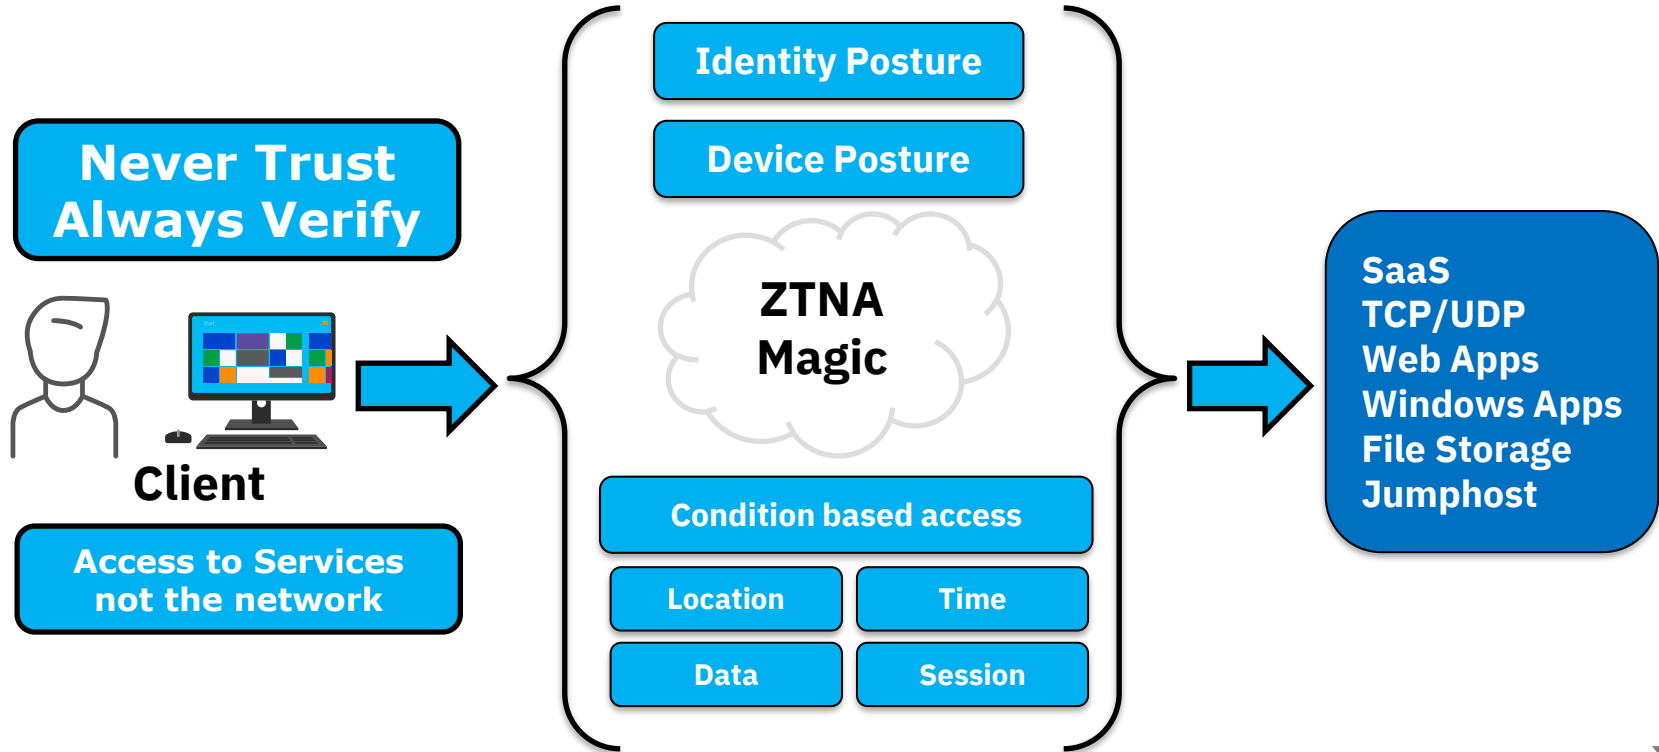 Never Trust
Always Verify
Client
Access to Services
not the network
Identity Posture
Device Posture
ZTNA
Magic
Condition based access
Location
Time
Data
Session
SaaS
TCP/UDP
Web Apps
Windows Apps
File Storage
Jumphost
Start